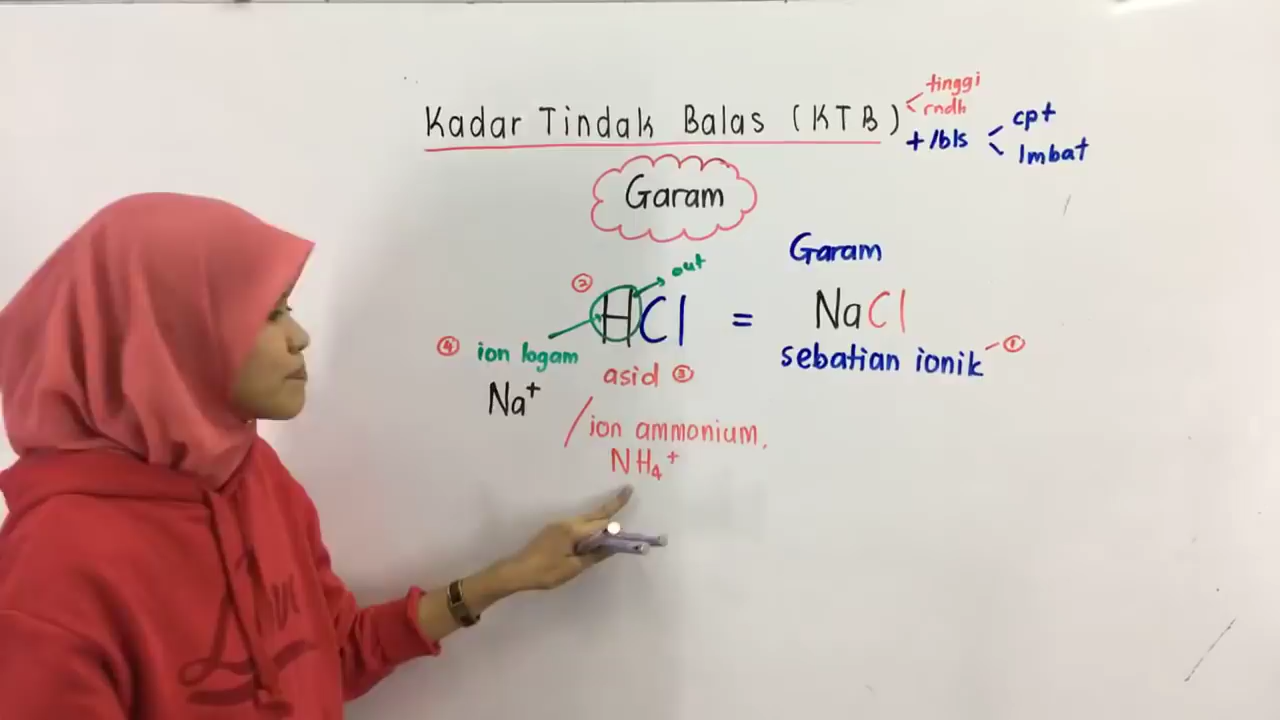 Kadar Tindak Balas (KTB)
tinggi
rndh
+/bls
cpt
lmbat
Garam
Garam
② HCl = NaCl
out
④ ion logam
sebatian ionik ①
Na+
asid ③
/ion ammonium,
NH₄+